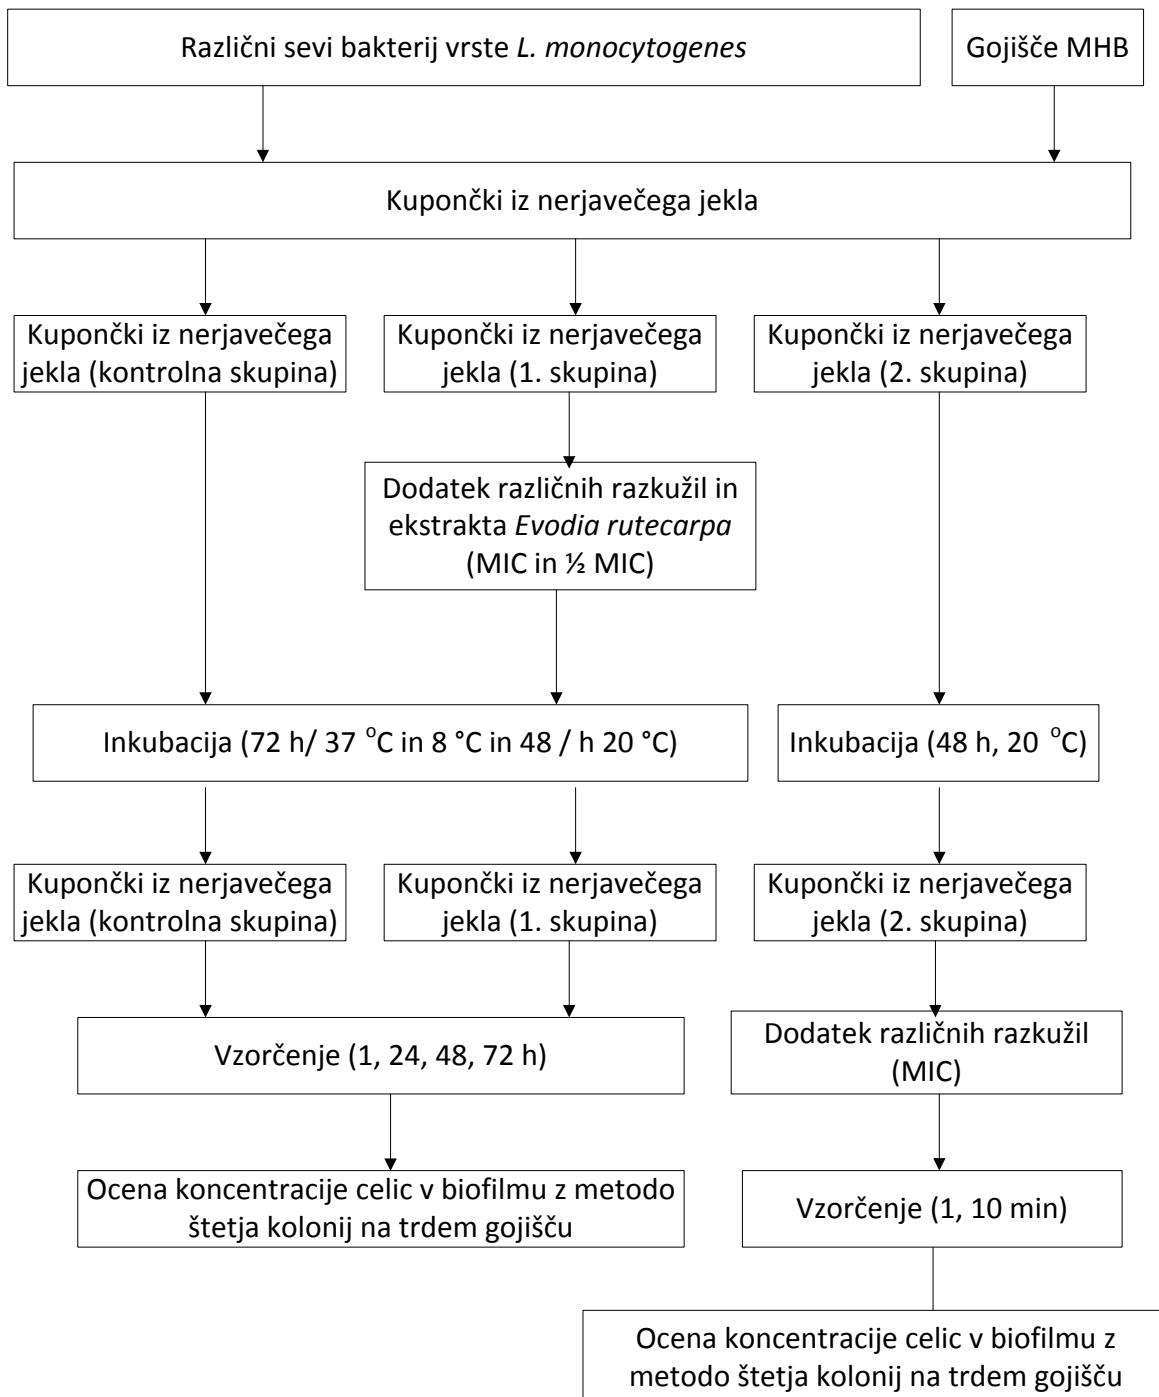 Različni sevi bakterij vrste L. monocytogenes
Gojišče MHB
Kupončki iz nerjavečega jekla
Kupončki iz nerjavečega
jekla (kontrolna skupina)
Kupončki iz nerjavečega
jekla (1. skupina)
Kupončki iz nerjavečega
jekla (2. skupina)
Dodatek različnih razkužil in
ekstrakta Evodia rutecarpa
(MIC in ½ MIC)
Inkubacija (72 h/ 37 °C in 8 °C in 48 / h 20 °C)
Inkubacija (48 h, 20 °C)
Kupončki iz nerjavečega
jekla (kontrolna skupina)
Kupončki iz nerjavečega
jekla (1. skupina)
Kupončki iz nerjavečega
jekla (2. skupina)
Vzorčenje (1, 24, 48, 72 h)
Dodatek različnih razkužil
(MIC)
Ocena koncentracije celic v biofilmu z metodo
štetja kolonij na trdem gojišču
Vzorčenje (1, 10 min)
Ocena koncentracije celic v biofilmu z
metodo štetja kolonij na trdem gojišču